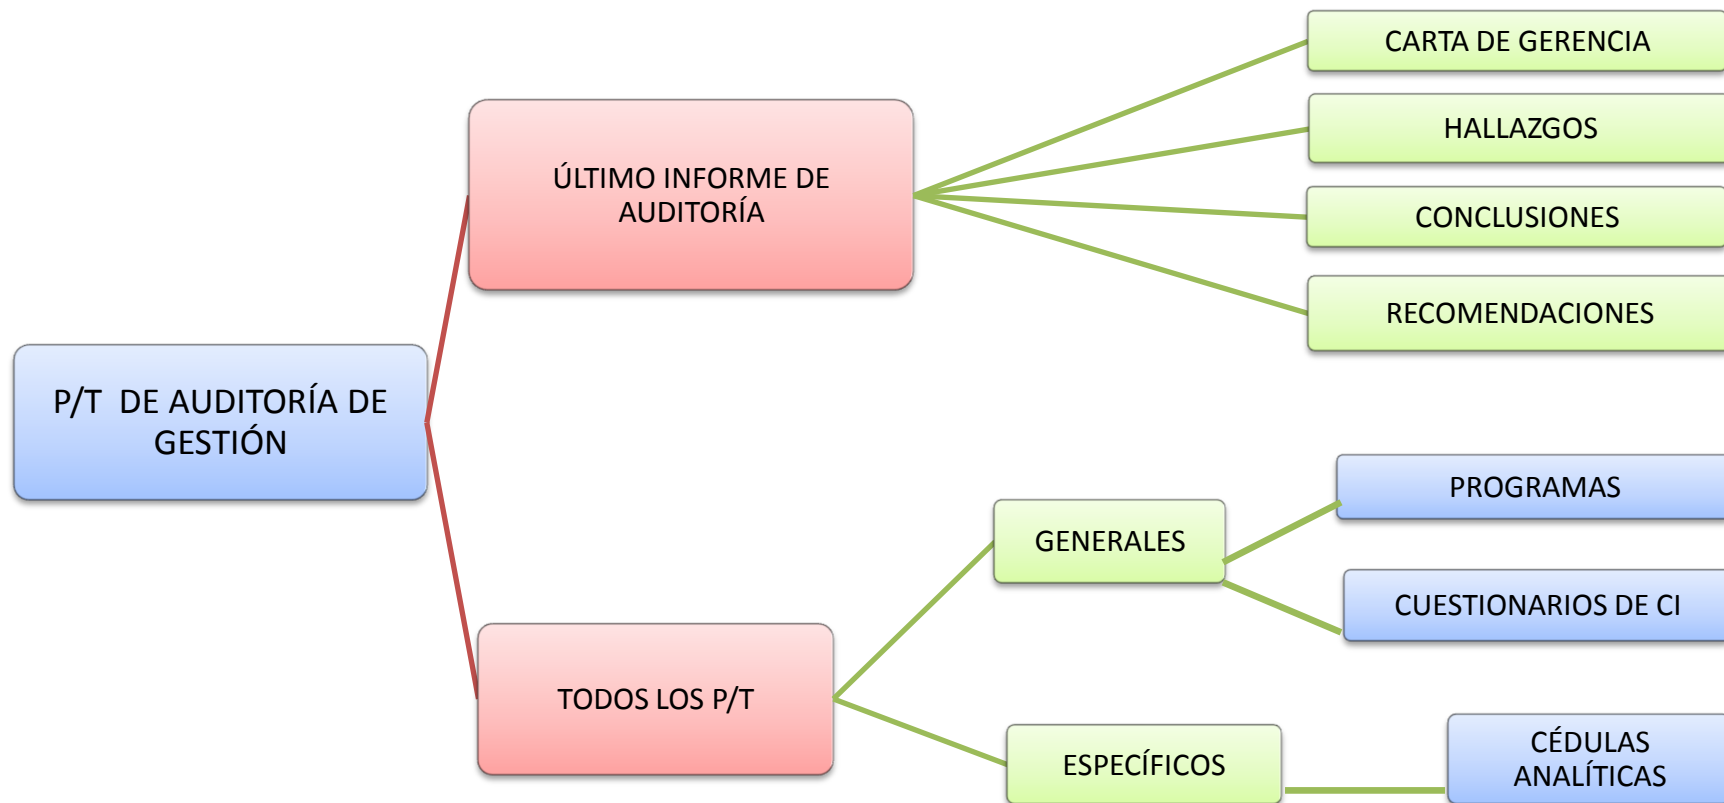 CARTA DE GERENCIA
HALLAZGOS
ÚLTIMO INFORME DE
AUDITORÍA
CONCLUSIONES
RECOMENDACIONES
P/T DE AUDITORÍA DE
GESTIÓN
PROGRAMAS
GENERALES
CUESTIONARIOS DE CI
TODOS LOS P/T
ESPECÍFICOS
CÉDULAS
ANALÍTICAS